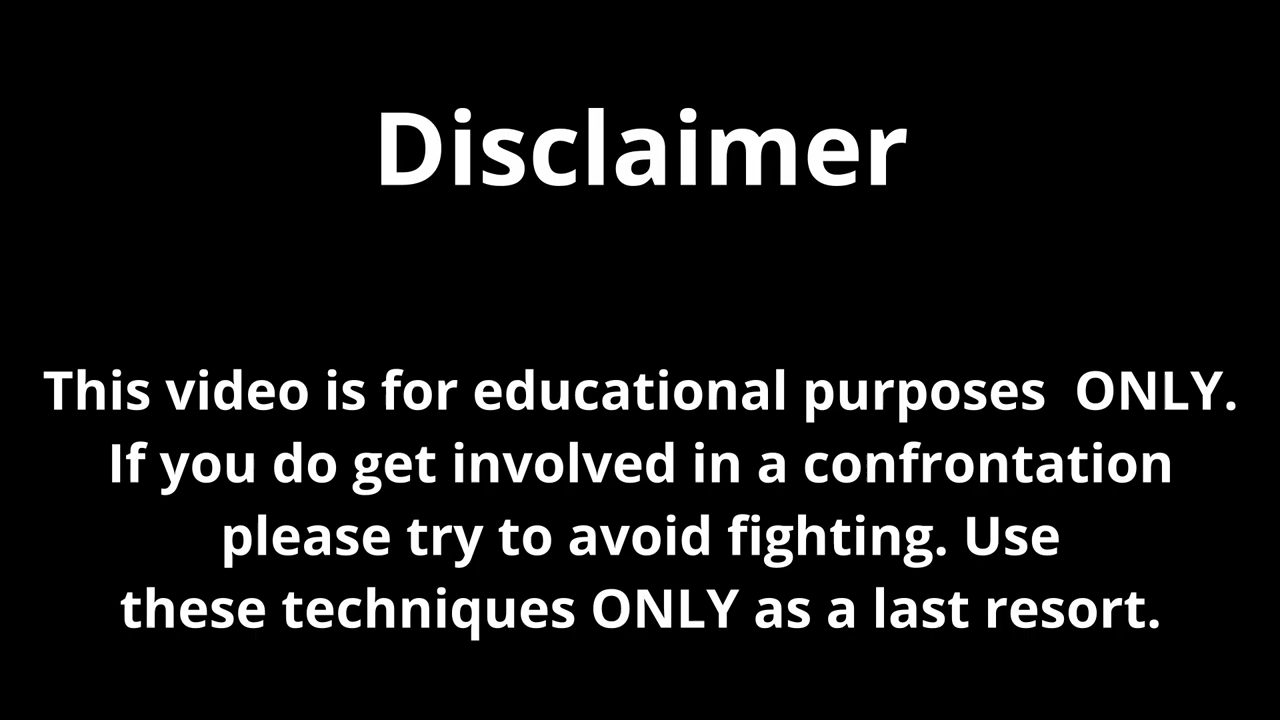 Disclaimer
This video is for educational purposes  ONLY.
If you do get involved in a confrontation
please try to avoid fighting. Use
these techniques ONLY as a last resort.